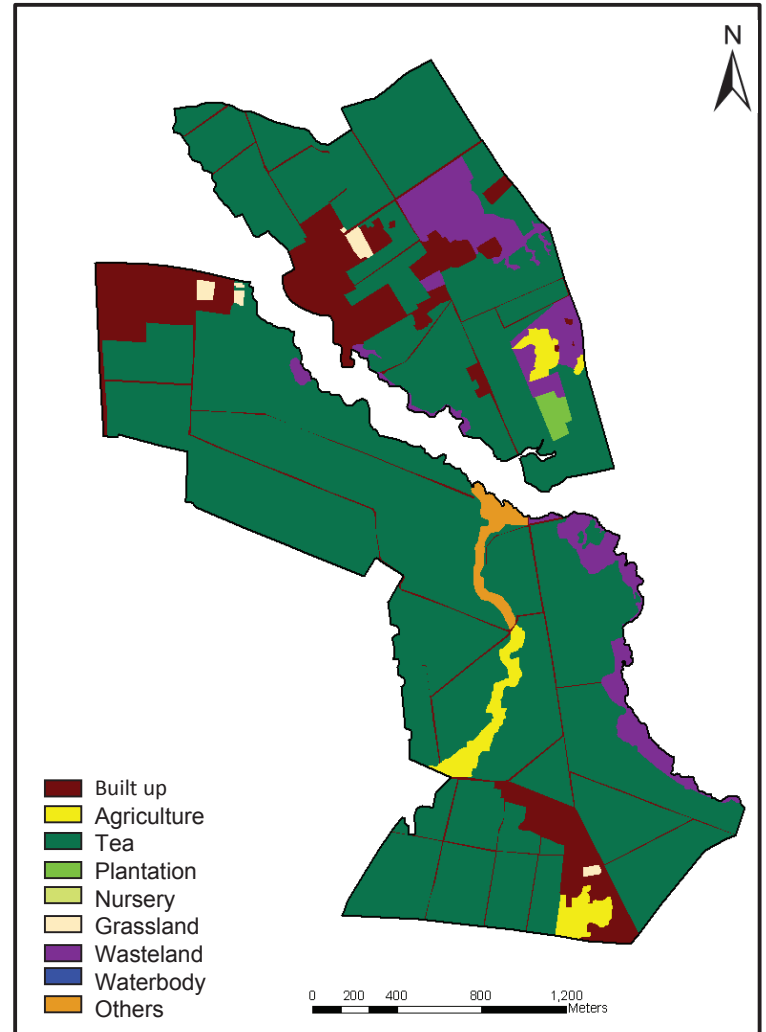 N
Built up
Agriculture
Tea
Plantation
Nursery
Grassland
Wasteland
Waterbody
Others
0 200 400 800 1,200
Meters